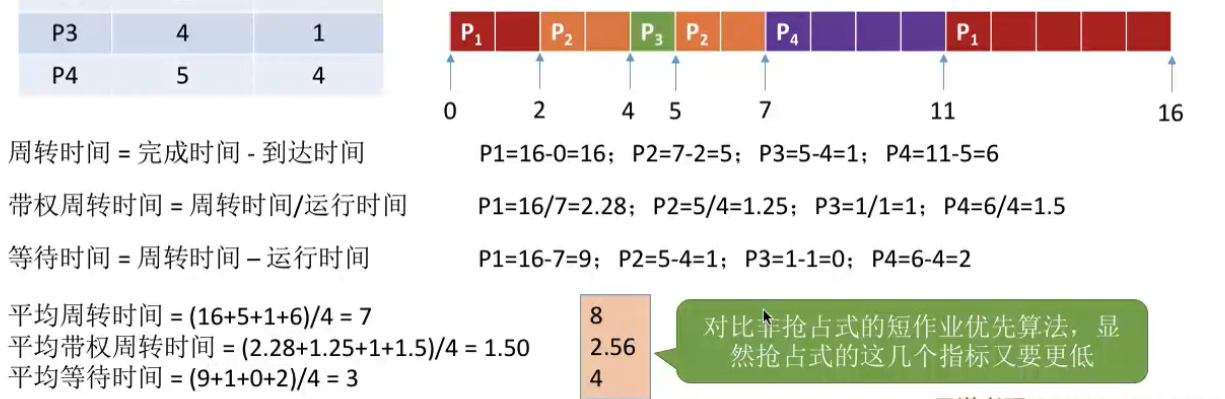 P3 4 1
P4 5 4
P1 P2 P3 P2 P4 P1
0 2 4 5 7 11 16
周转时间 = 完成时间 - 到达时间 P1=16-0=16；P2=7-2=5；P3=5-4=1；P4=11-5=6
带权周转时间 = 周转时间/运行时间 P1=16/7=2.28；P2=5/4=1.25；P3=1/1=1；P4=6/4=1.5
等待时间 = 周转时间 – 运行时间 P1=16-7=9；P2=5-4=1；P3=1-1=0；P4=6-4=2
平均周转时间 = (16+5+1+6)/4 = 7
平均带权周转时间 = (2.28+1.25+1+1.5)/4 = 1.50
平均等待时间 = (9+1+0+2)/4 = 3
8
2.56
4
对比非抢占式的短作业优先算法，显
然抢占式的这几个指标又要更低